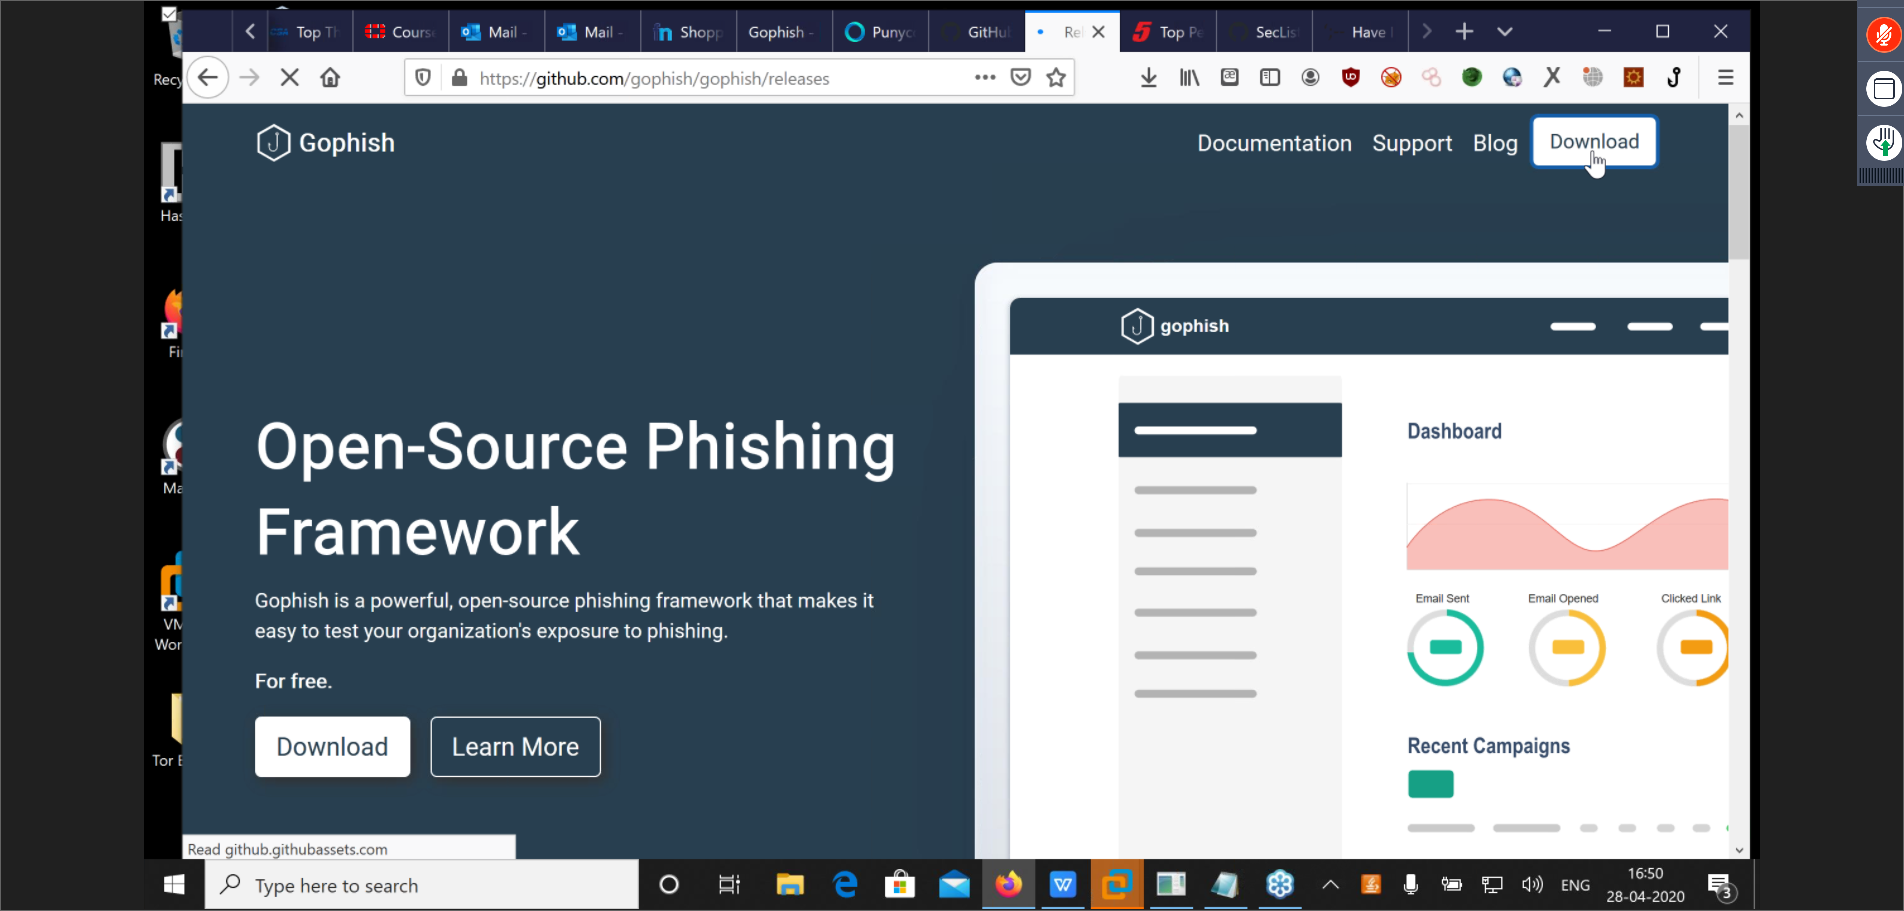 Top Th
Course
Mail -
Mail -
Shopp
Gophish -
Punyc
GitHu
Rel
Top Pe
SecLis
Have I
https://github.com/gophish/gophish/releases
Gophish
Documentation
Support
Blog
Download
gophish
Open-Source Phishing
Framework
Gophish is a powerful, open-source phishing framework that makes it
easy to test your organization's exposure to phishing.
For free.
Download
Learn More
Dashboard
Email Sent
Email Opened
Clicked Link
Recent Campaigns
Recy
Has
Fi
Ma
VM
Wor
Tor B
Read github.githubassets.com
Type here to search
ENG
16:50
28-04-2020
3